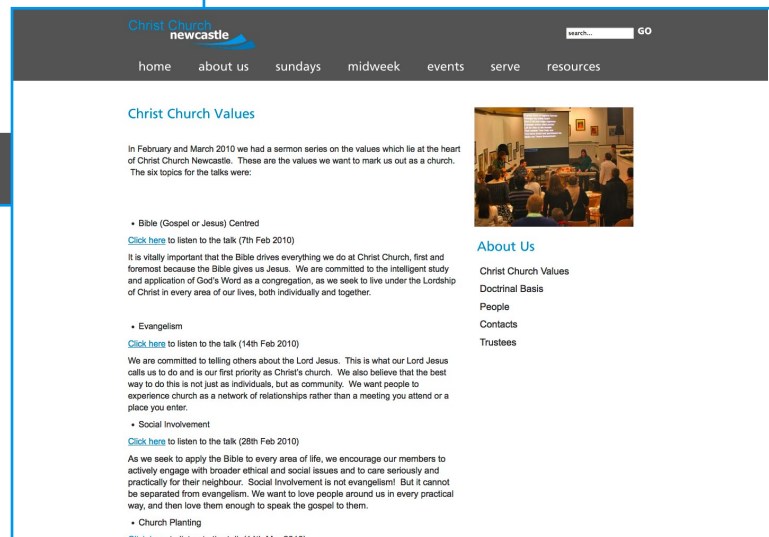 Christ Church
newcastle
search...
GO
home about us sundays midweek events serve resources
Christ Church Values
In February and March 2010 we had a sermon series on the values which lie at the heart
of Christ Church Newcastle. These are the values we want to mark us out as a church.
The six topics for the talks were:
• Bible (Gospel or Jesus) Centred
Click here to listen to the talk (7th Feb 2010)
It is vitally important that the Bible drives everything we do at Christ Church, first and
foremost because the Bible gives us Jesus. We are committed to the intelligent study
and application of God's Word as a congregation, as we seek to live under the Lordship
of Christ in every area of our lives, both individually and together.
• Evangelism
Click here to listen to the talk (14th Feb 2010)
We are committed to telling others about the Lord Jesus. This is what our Lord Jesus
calls us to do and is our first priority as Christ's church. We also believe that the best
way to do this is not just as individuals, but as community. We want people to
experience church as a network of relationships rather than a meeting you attend or a
place you enter.
• Social Involvement
Click here to listen to the talk (28th Feb 2010)
As we seek to apply the Bible to every area of life, we encourage our members to
actively engage with broader ethical and social issues and to care seriously and
practically for their neighbour. Social Involvement is not evangelism! But it cannot
be separated from evangelism. We want to love people around us in every practical
way, and then love them enough to speak the gospel to them.
• Church Planting
About Us
Christ Church Values
Doctrinal Basis
People
Contacts
Trustees